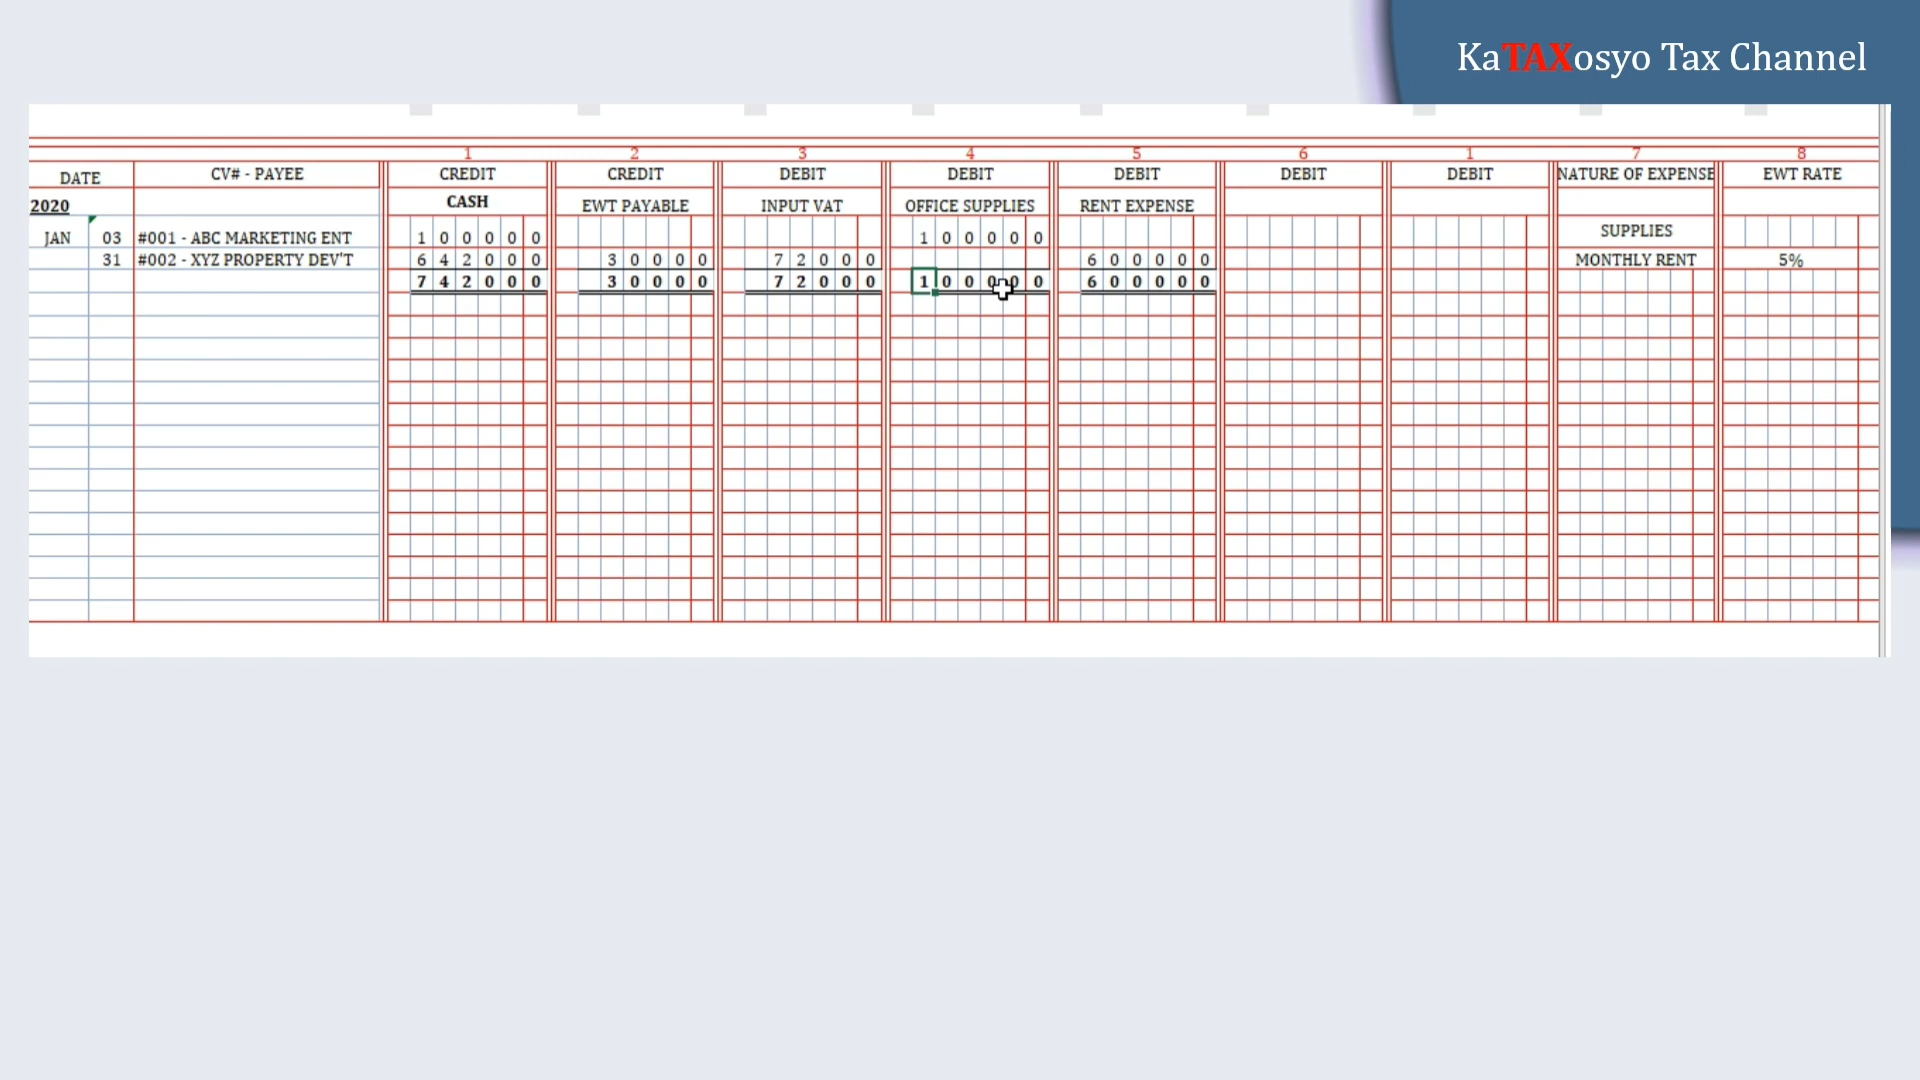 KaTAXosyo Tax Channel
1 2 3 4 5 6 1 7 8
DATE CV# - PAYEE CREDIT CREDIT DEBIT DEBIT DEBIT DEBIT DEBIT NATURE OF EXPENSE EWT RATE
2020 CASH EWT PAYABLE INPUT VAT OFFICE SUPPLIES RENT EXPENSE
JAN 03 #001 - ABC MARKETING ENT 1 0 0 0 0 0 1 0 0 0 0 0 SUPPLIES
31 #002 - XYZ PROPERTY DEV'T 6 4 2 0 0 0 3 0 0 0 0 7 2 0 0 0 6 0 0 0 0 0 MONTHLY RENT 5%
7 4 2 0 0 0 3 0 0 0 0 7 2 0 0 0 1 0 0 0 0 0 6 0 0 0 0 0